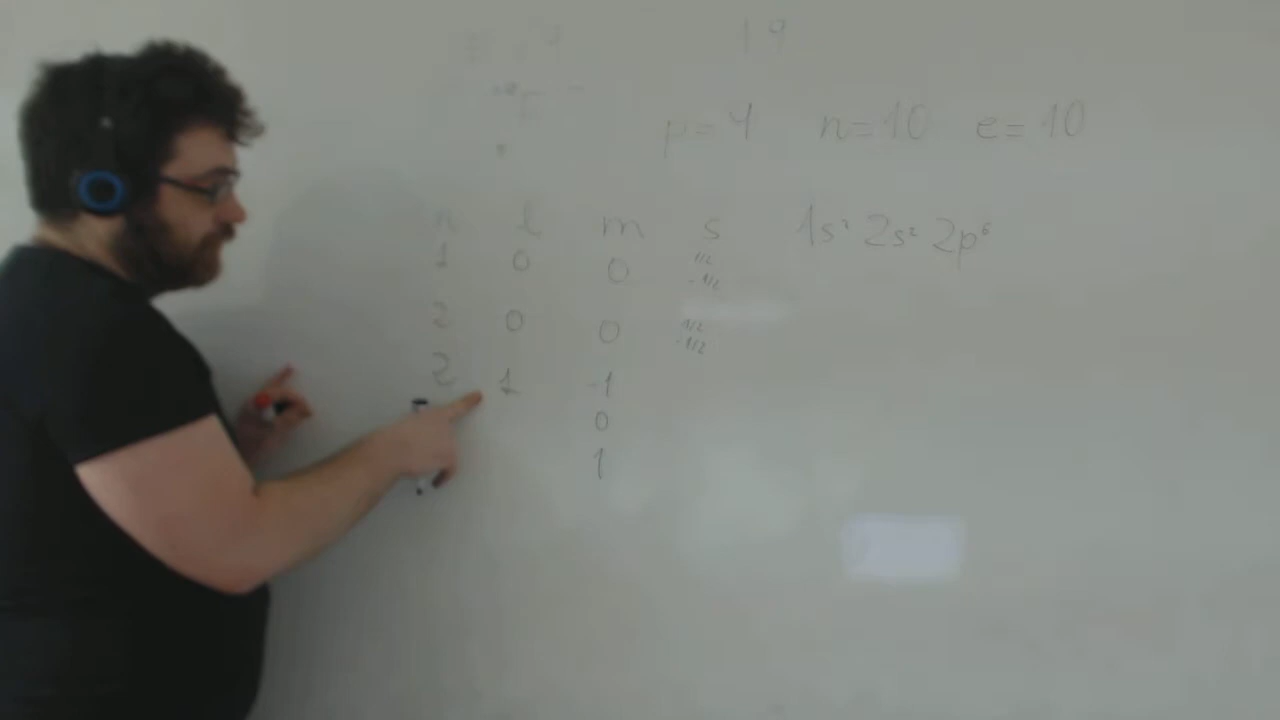 19
p=9 n=10 e=10
n l m s 1s² 2s² 2p⁶
1 0 0 1/2
-1/2
2 0 0 1/2
-1/2
2 1 -1
0
1